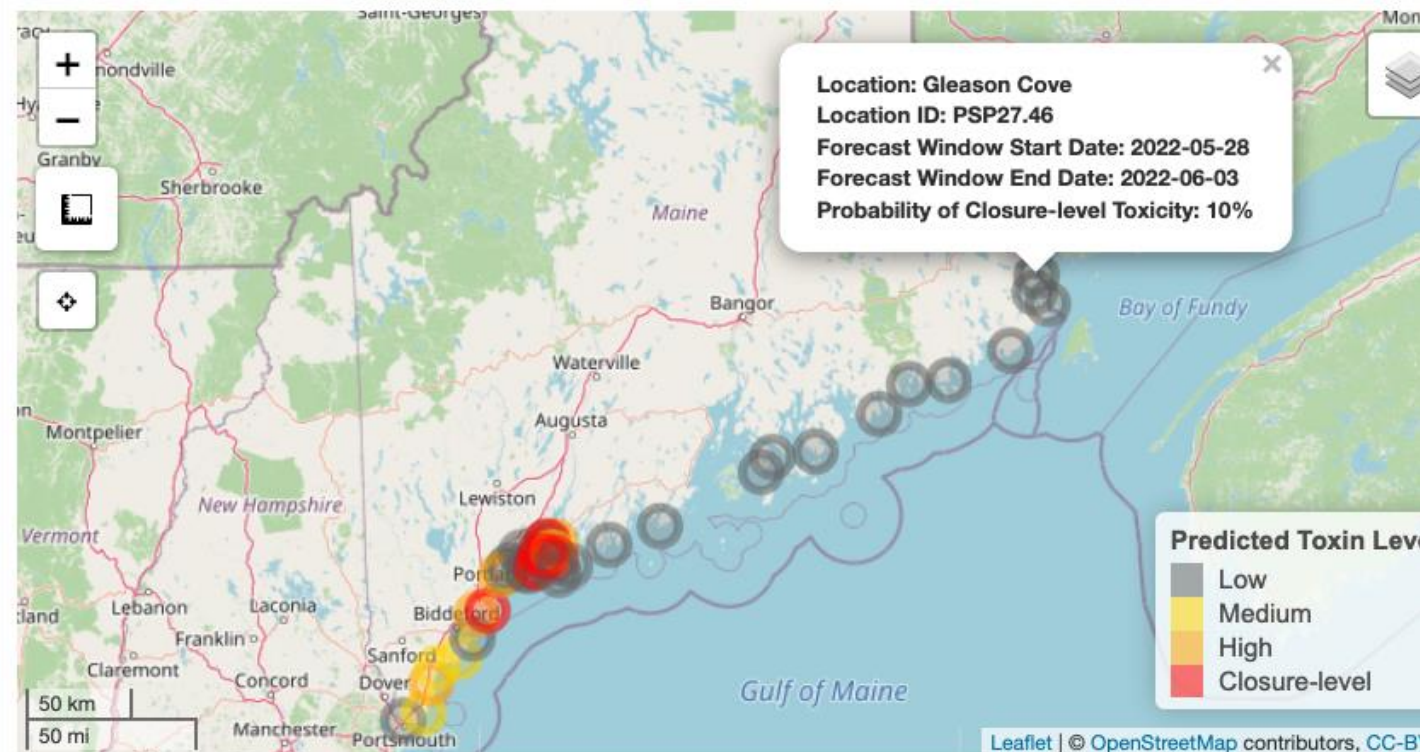 Saint-Georges
Mon
+
−
Granby
Sherbrooke
Maine
Location: Gleason Cove
Location ID: PSP27.46
Forecast Window Start Date: 2022-05-28
Forecast Window End Date: 2022-06-03
Probability of Closure-level Toxicity: 10%
×
Bangor
Bay of Fundy
Waterville
Augusta
Montpelier
Lewiston
New Hampshire
Vermont
Lebanon
Laconia
Biddeford
Franklin
Sanford
Claremont
Concord
Dover
Manchester
Portsmouth
50 km
50 mi
Gulf of Maine
Predicted Toxin Leve
Low
Medium
High
Closure-level
Leaflet | © OpenStreetMap contributors, CC-B